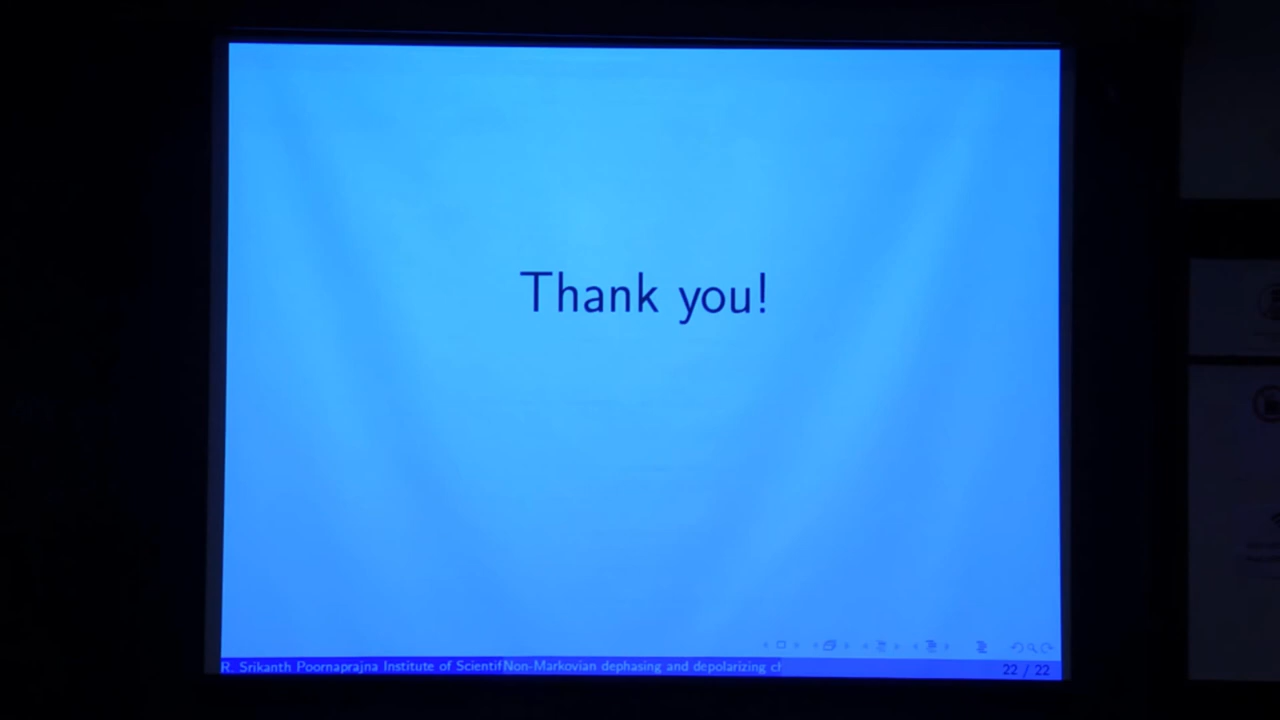 Thank you!
R. Srikanth Poornaprajna Institute of Scientif Non-Markovian dephasing and depolarizing ch 22 / 22